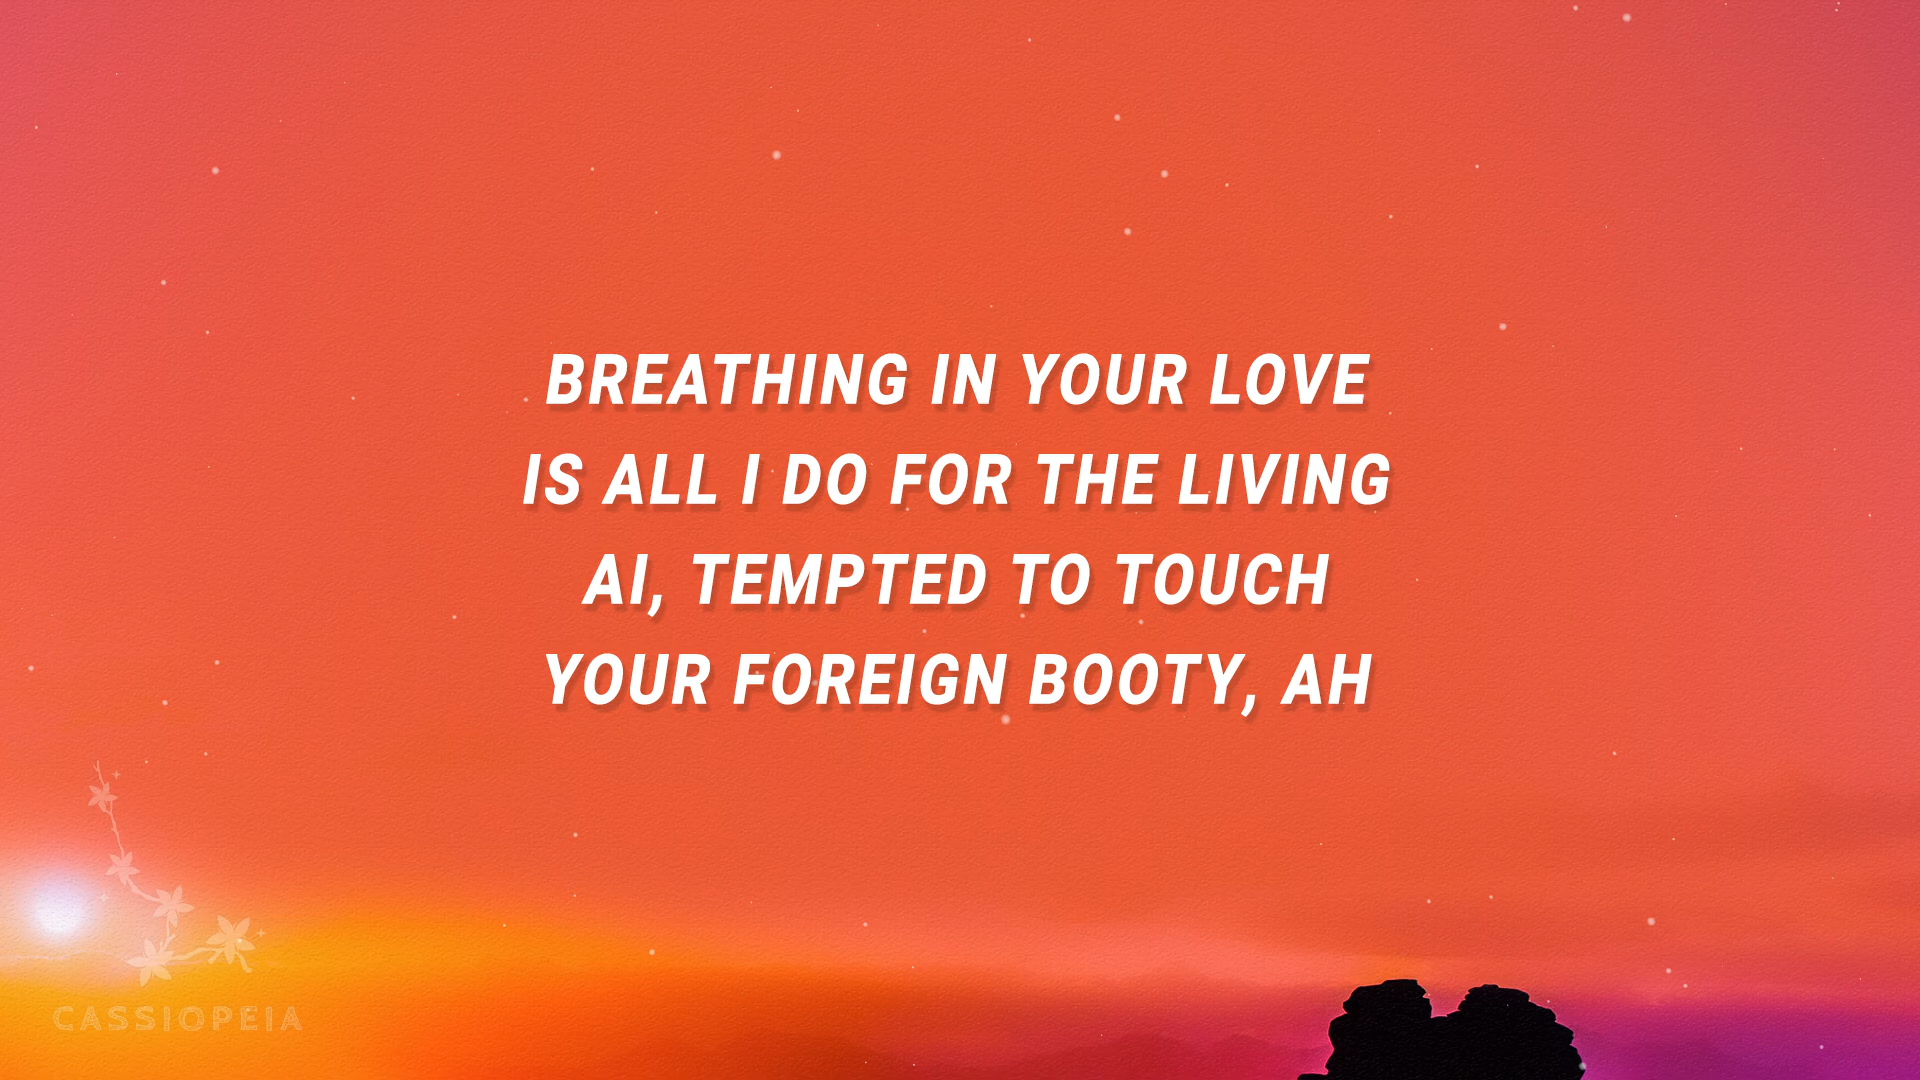 BREATHING IN YOUR LOVE
IS ALL I DO FOR THE LIVING
AI, TEMPTED TO TOUCH
YOUR FOREIGN BOOTY, AH
CASSIOPEIA